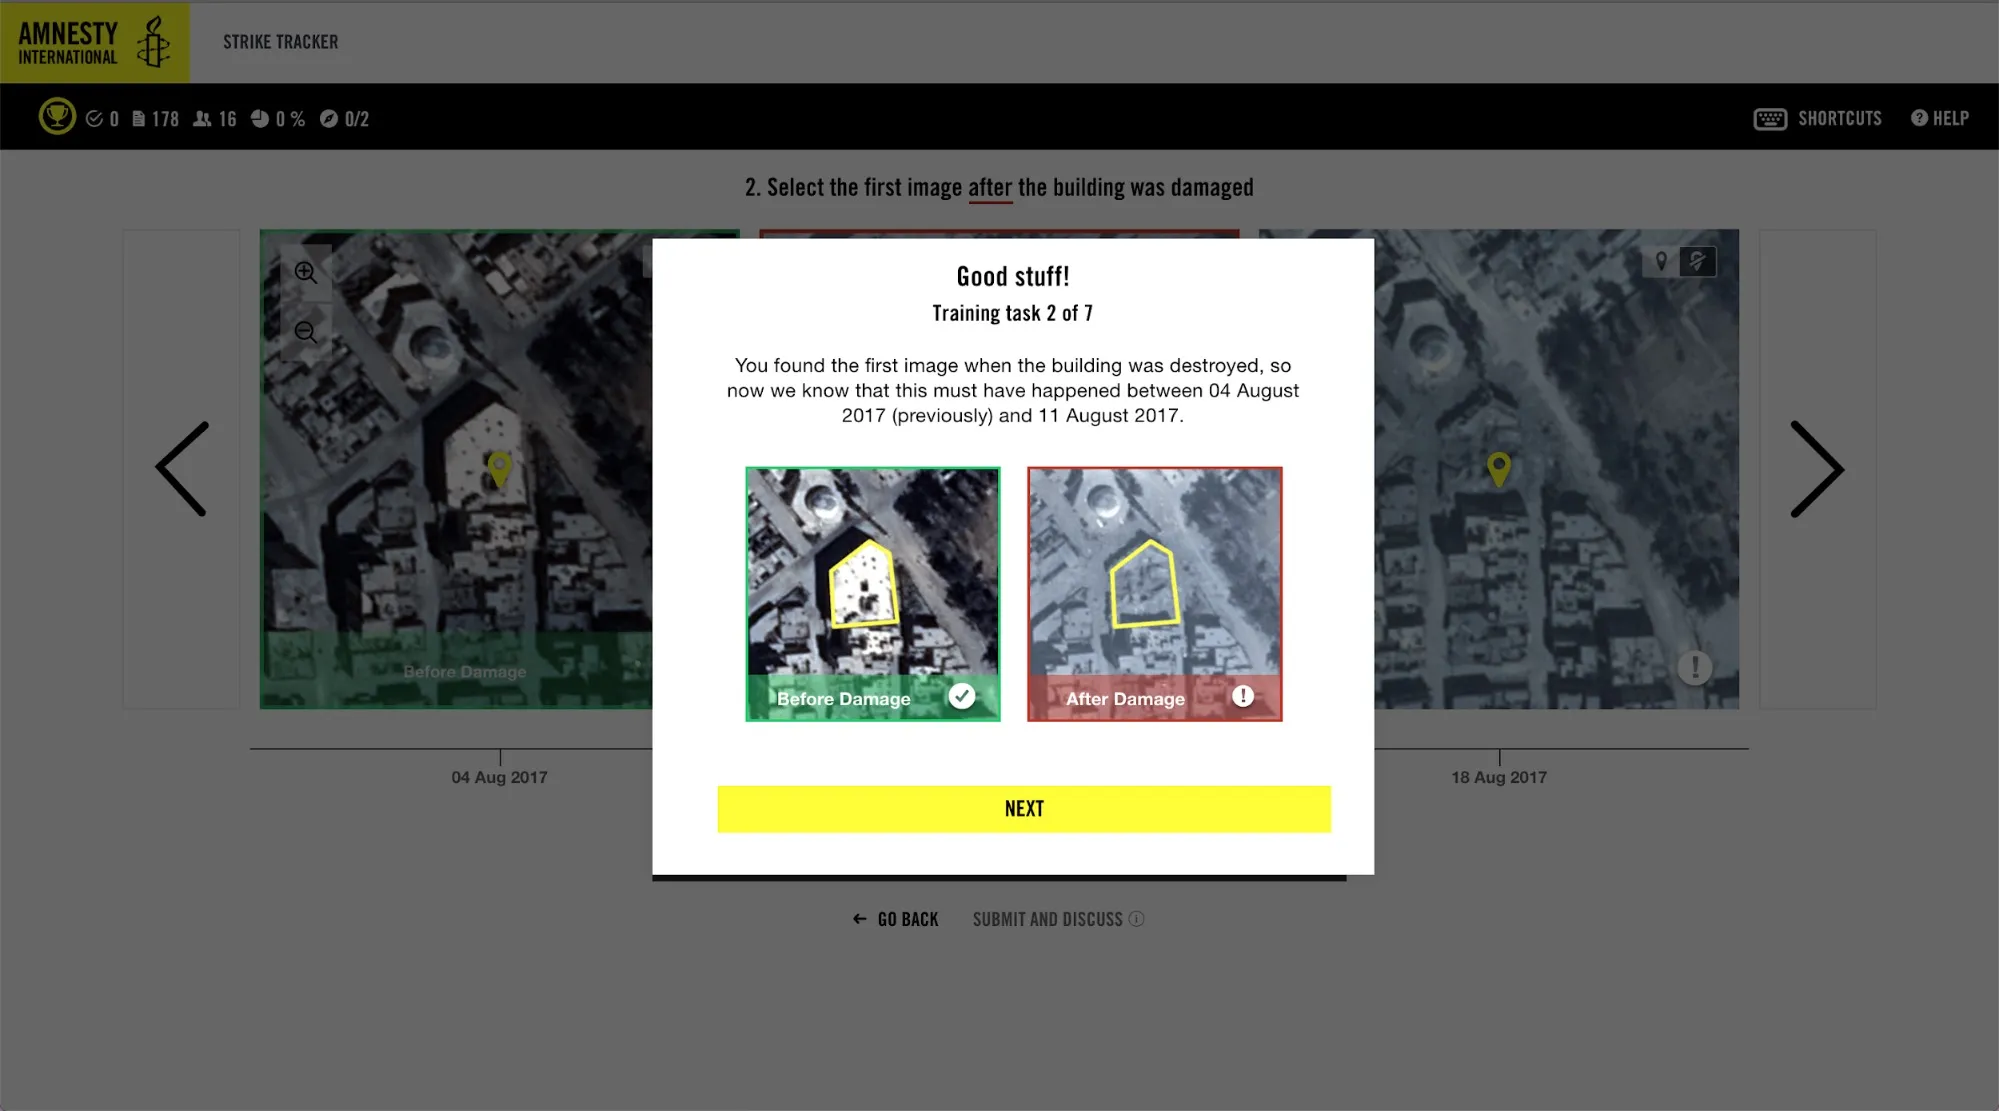 AMNESTY
INTERNATIONAL
STRIKE TRACKER
0 178 16 0 % 0/2
SHORTCUTS
? HELP
2. Select the first image after the building was damaged
Good stuff!
Training task 2 of 7
You found the first image when the building was destroyed, so
now we know that this must have happened between 04 August
2017 (previously) and 11 August 2017.
Before Damage
After Damage !
Before Damage
!
04 Aug 2017
18 Aug 2017
NEXT
← GO BACK
SUBMIT AND DISCUSS i